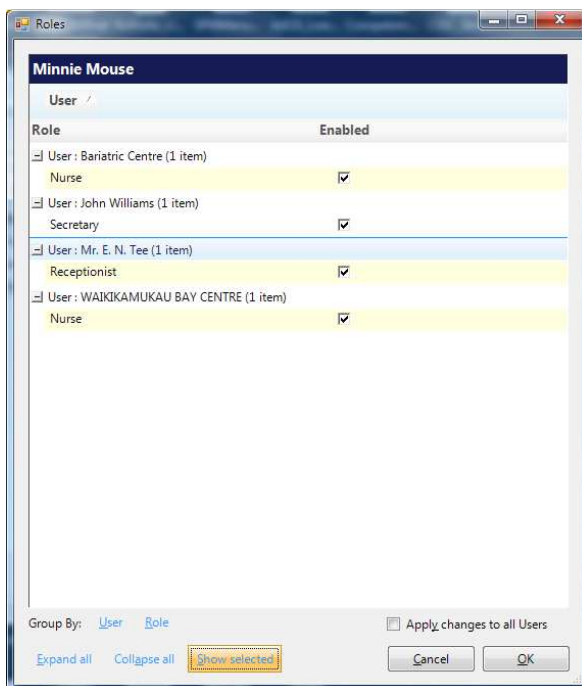 Roles
Minnie Mouse
User
Role Enabled
User : Bariatric Centre (1 item)
Nurse
User : John Williams (1 item)
Secretary
User : Mr. E. N. Tee (1 item)
Receptionist
User : WAIKIKAMUKAU BAY CENTRE (1 item)
Nurse
Group By: User Role Apply changes to all Users
Expand all Collapse all Show selected Cancel OK